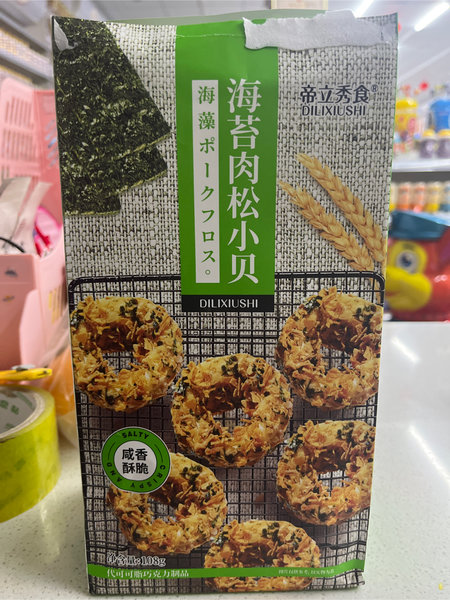 帝立秀食®
DILIXIUSHI
海苔肉松小贝
海藻ポークフロス。
DILIXIUSHI
SALTY
咸香
酥脆
CRISPY AND
净含量:108g
代可可脂巧克力制品